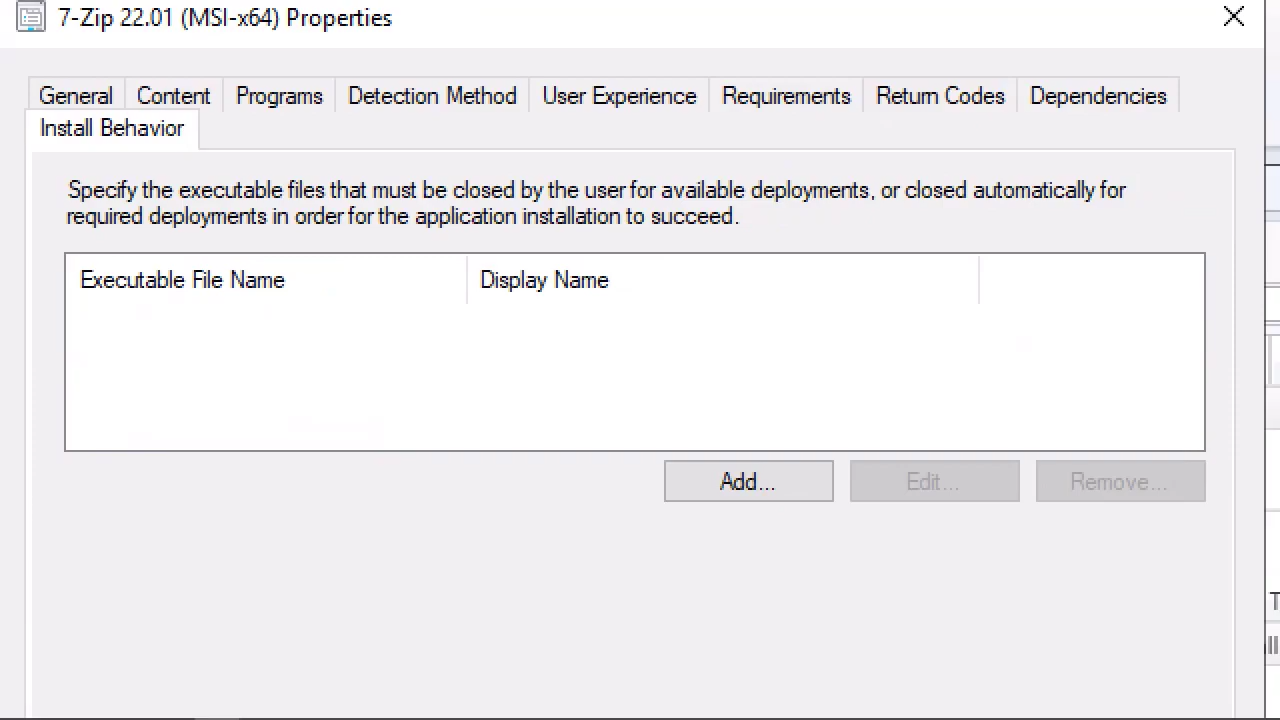 7-Zip 22.01 (MSI-x64) Properties
General Content Programs Detection Method User Experience Requirements Return Codes Dependencies
Install Behavior
Specify the executable files that must be closed by the user for available deployments, or closed automatically for
required deployments in order for the application installation to succeed.
Executable File Name Display Name
Add... Edit... Remove...